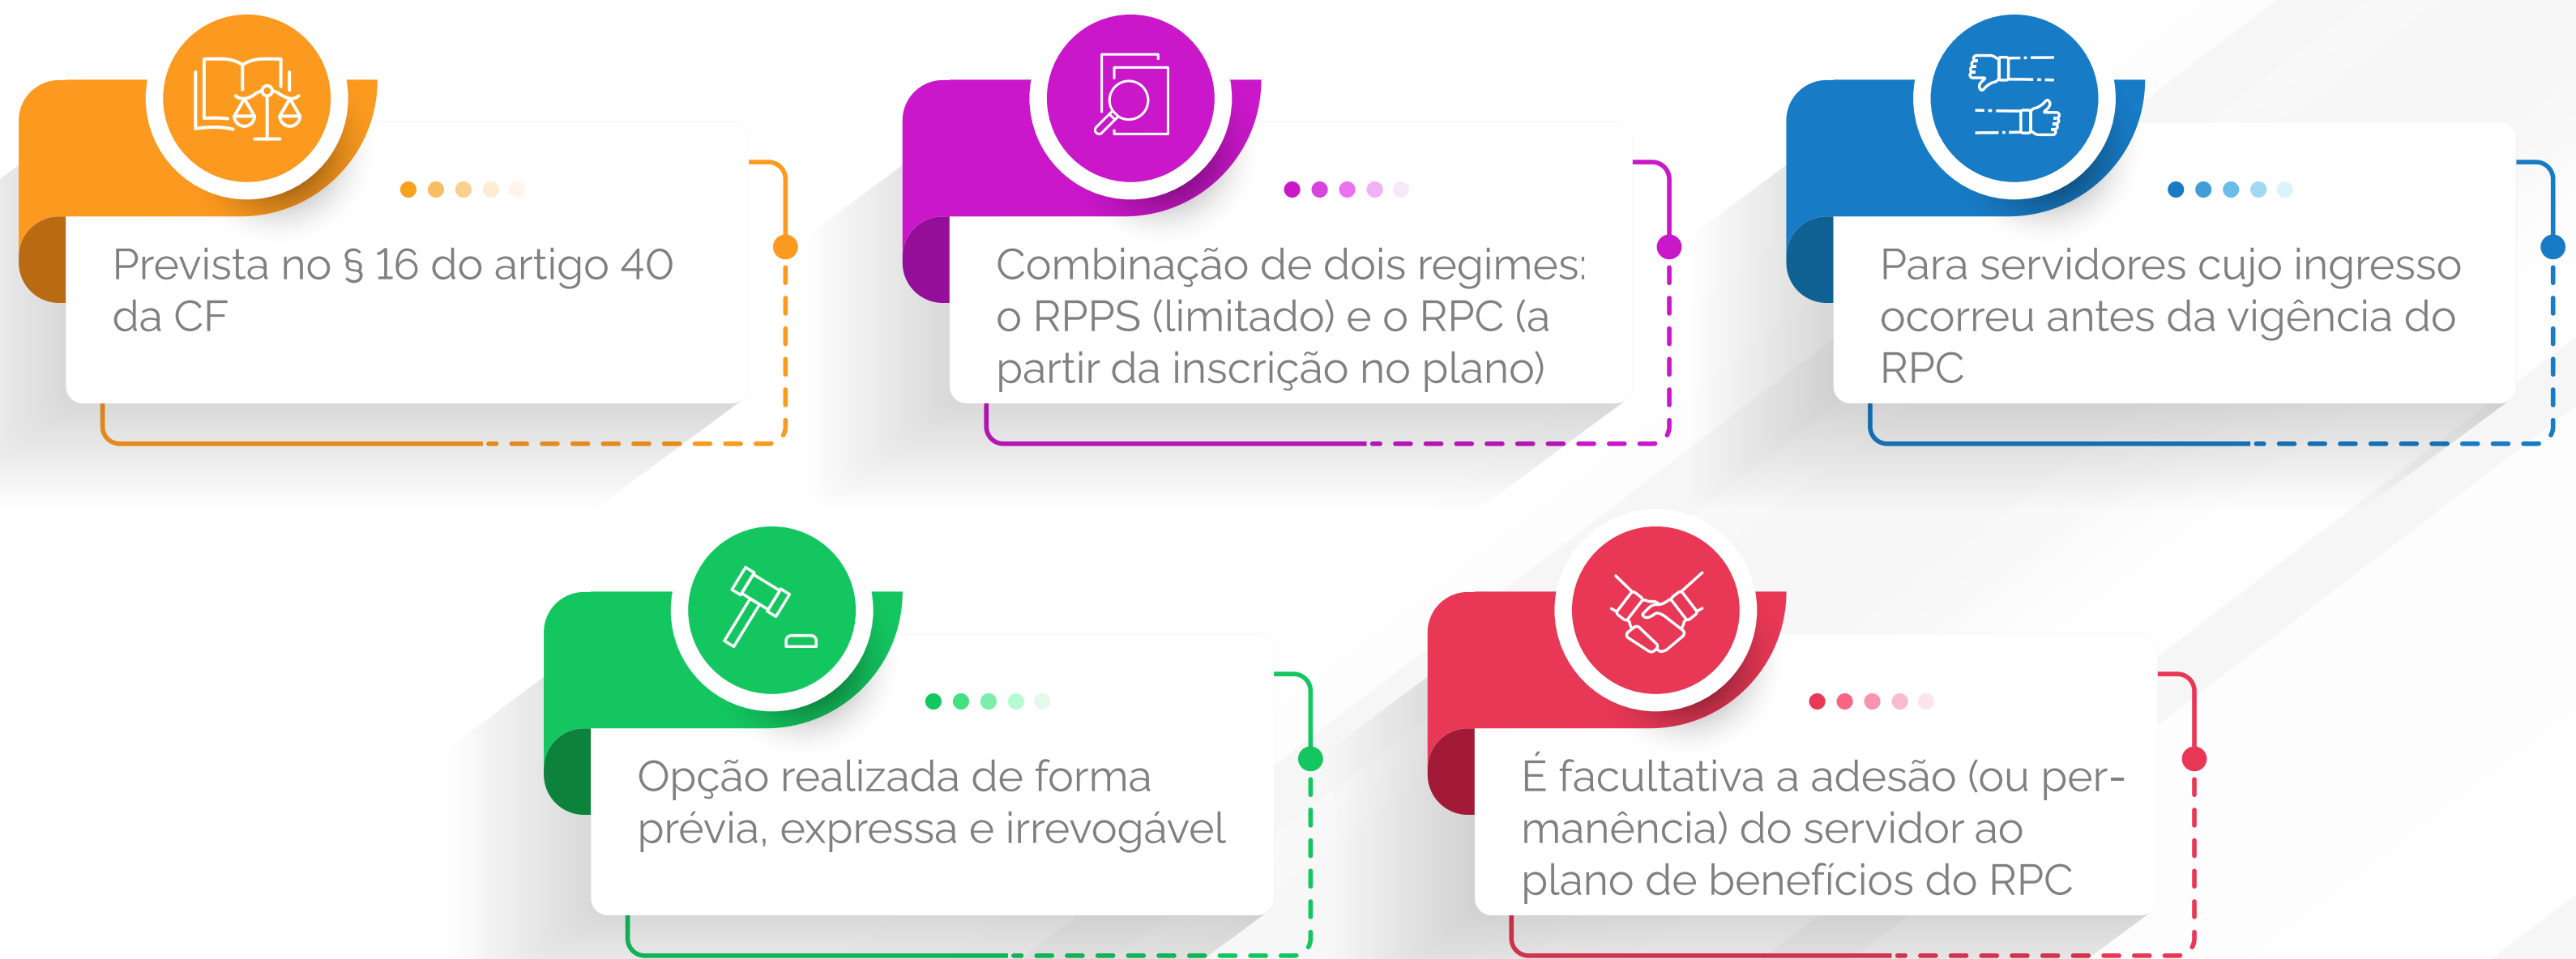 Prevista no § 16 do artigo 40
da CF
Combinação de dois regimes:
o RPPS (limitado) e o RPC (a
partir da inscrição no plano)
Para servidores cujo ingresso
ocorreu antes da vigência do
RPC
Opção realizada de forma
prévia, expressa e irrevogável
É facultativa a adesão (ou per-
manência) do servidor ao
plano de benefícios do RPC